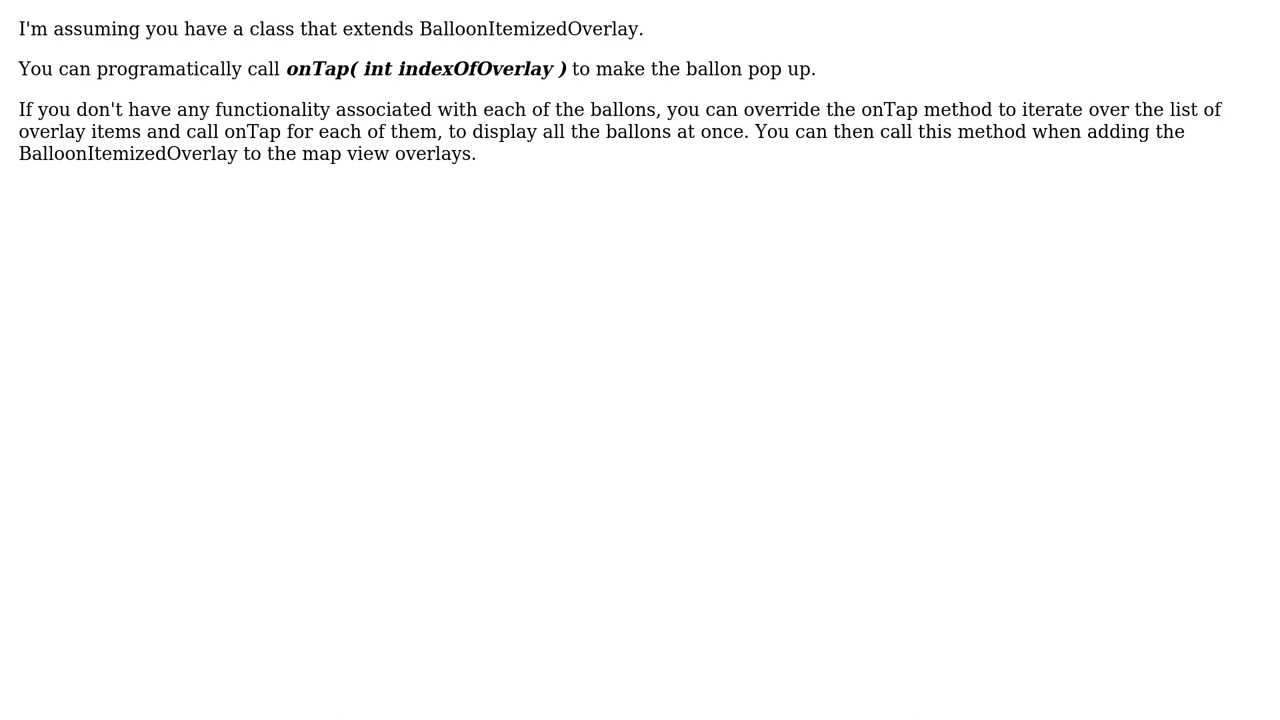 I'm assuming you have a class that extends BalloonItemizedOverlay.
You can programatically call onTap( int indexOfOverlay ) to make the ballon pop up.
If you don't have any functionality associated with each of the ballons, you can override the onTap method to iterate over the list of
overlay items and call onTap for each of them, to display all the ballons at once. You can then call this method when adding the
BalloonItemizedOverlay to the map view overlays.